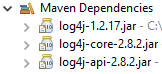 Maven Dependencies
log4j-1.2.17.jar - C:\
log4j-core-2.8.2.jar
log4j-api-2.8.2.jar -